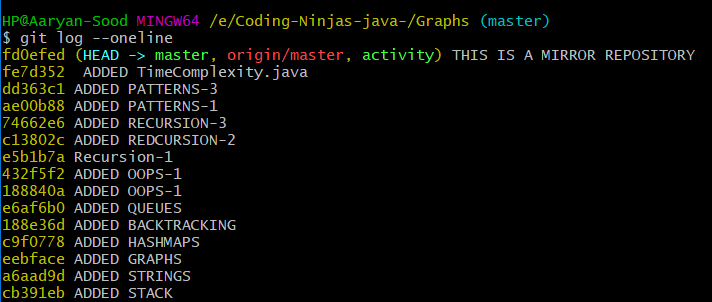 HP@Aaryan-Sood MINGW64 /e/Coding-Ninjas-java-/Graphs (master)
$ git log --oneline
fd0efed (HEAD -> master, origin/master, activity) THIS IS A MIRROR REPOSITORY
fe7d352  ADDED TimeComplexity.java
dd363c1 ADDED PATTERNS-3
ae00b88 ADDED PATTERNS-1
74662e6 ADDED RECURSION-3
c13802c ADDED REDCURSION-2
e5b1b7a Recursion-1
432f5f2 ADDED OOPS-1
188840a ADDED OOPS-1
e6af6b0 ADDED QUEUES
188e36d ADDED BACKTRACKING
c9f0778 ADDED HASHMAPS
eebface ADDED GRAPHS
a6aad9d ADDED STRINGS
cb391eb ADDED STACK